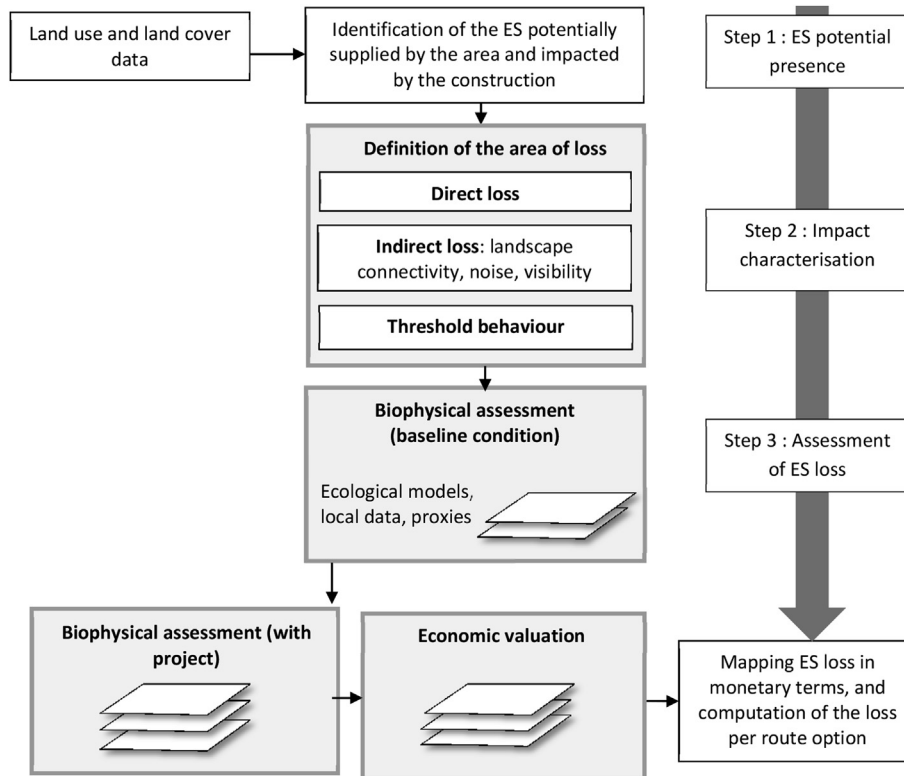 Land use and land cover
data
Identification of the ES potentially
supplied by the area and impacted
by the construction
Step 1 : ES potential
presence
Definition of the area of loss
Direct loss
Indirect loss: landscape
connectivity, noise, visibility
Threshold behaviour
Step 2 : Impact
characterisation
Biophysical assessment
(baseline condition)
Ecological models,
local data, proxies
Step 3 : Assessment
of ES loss
Biophysical assessment (with
project)
Economic valuation
Mapping ES loss in
monetary terms, and
computation of the loss
per route option